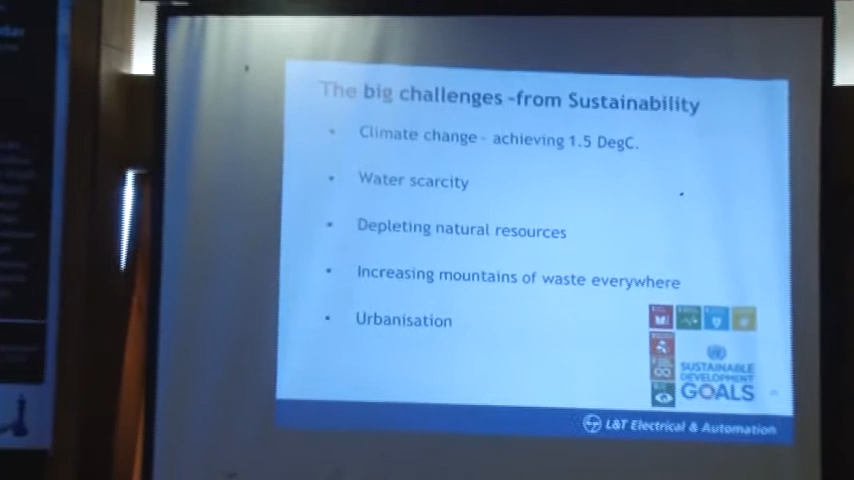 The big challenges -from Sustainability
• Climate change - achieving 1.5 DegC.
• Water scarcity
• Depleting natural resources
• Increasing mountains of waste everywhere
• Urbanisation
SUSTAINABLE
DEVELOPMENT
GOALS
L&T Electrical & Automation